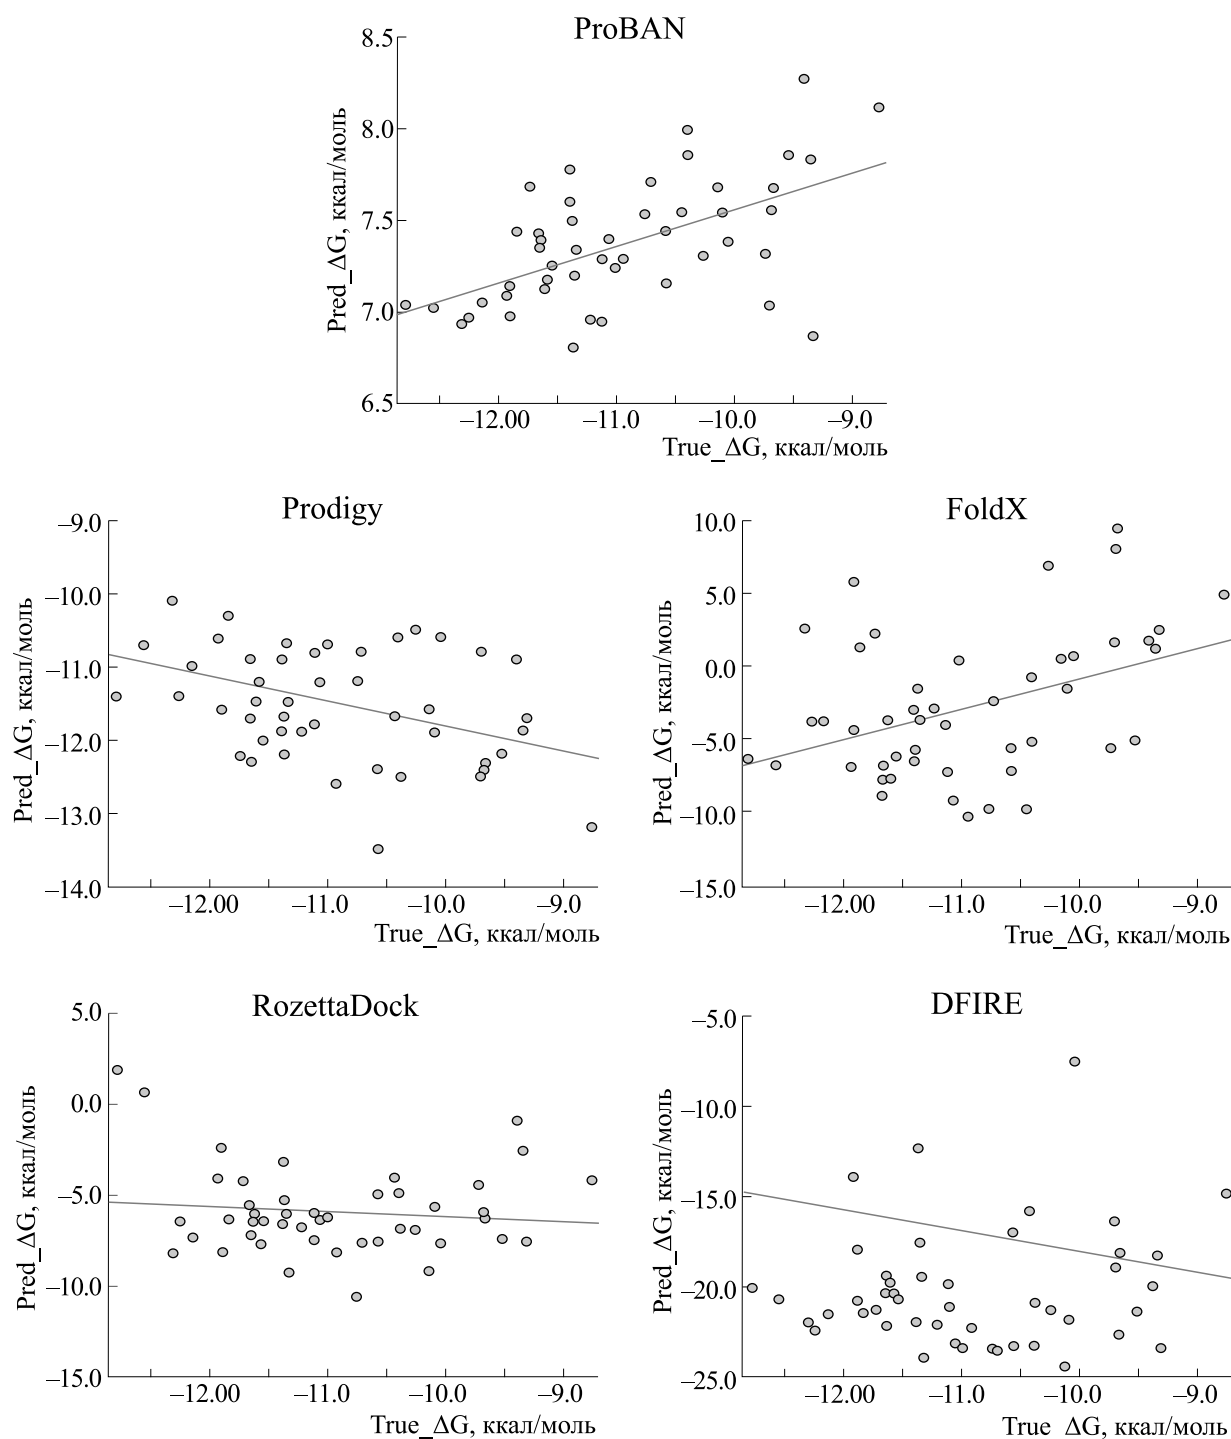 ProBAN
8.5
8.0
7.5
7.0
6.5
Pred_ΔG, ккал/моль
–12.00 –11.0 –10.0 –9.0
True_ΔG, ккал/моль
Prodigy
–9.0
–10.0
–11.0
–12.0
–13.0
–14.0
Pred_ΔG, ккал/моль
–12.00 –11.0 –10.0 –9.0
True_ΔG, ккал/моль
FoldX
10.0
5.0
0.0
–5.0
–10.0
–15.0
Pred_ΔG, ккал/моль
–12.00 –11.0 –10.0 –9.0
True_ΔG, ккал/моль
RozettaDock
5.0
0.0
–5.0
–10.0
–15.0
Pred_ΔG, ккал/моль
–12.00 –11.0 –10.0 –9.0
True_ΔG, ккал/моль
DFIRE
–5.0
–10.0
–15.0
–20.0
–25.0
Pred_ΔG, ккал/моль
–12.00 –11.0 –10.0 –9.0
True ΔG, ккал/моль